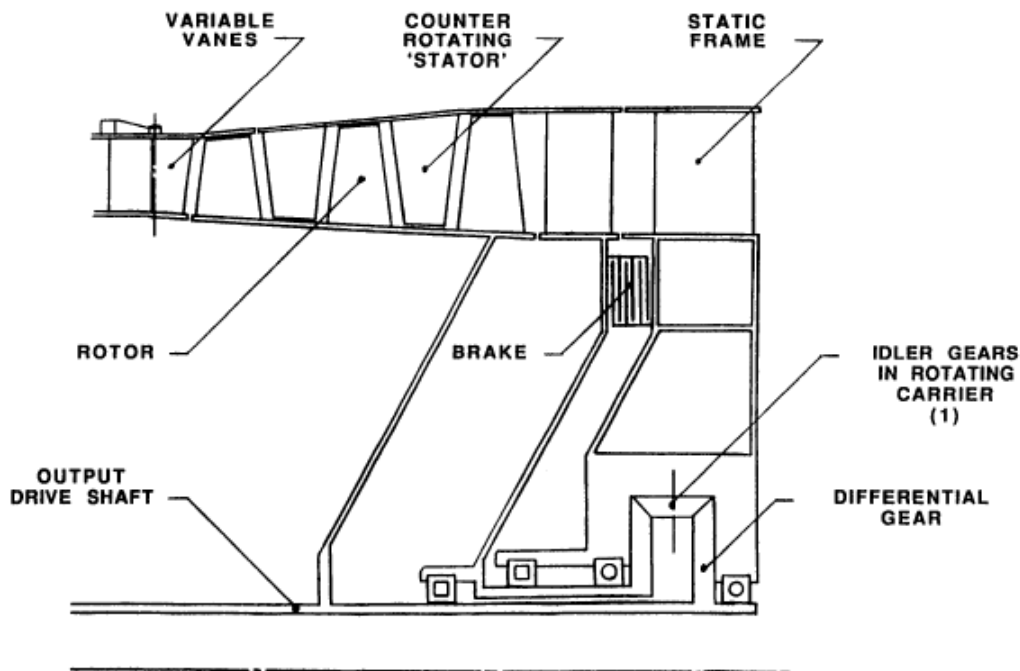 VARIABLE
VANES
COUNTER
ROTATING
'STATOR'
STATIC
FRAME
ROTOR
BRAKE
IDLER GEARS
IN ROTATING
CARRIER
(1)
OUTPUT
DRIVE SHAFT
DIFFERENTIAL
GEAR